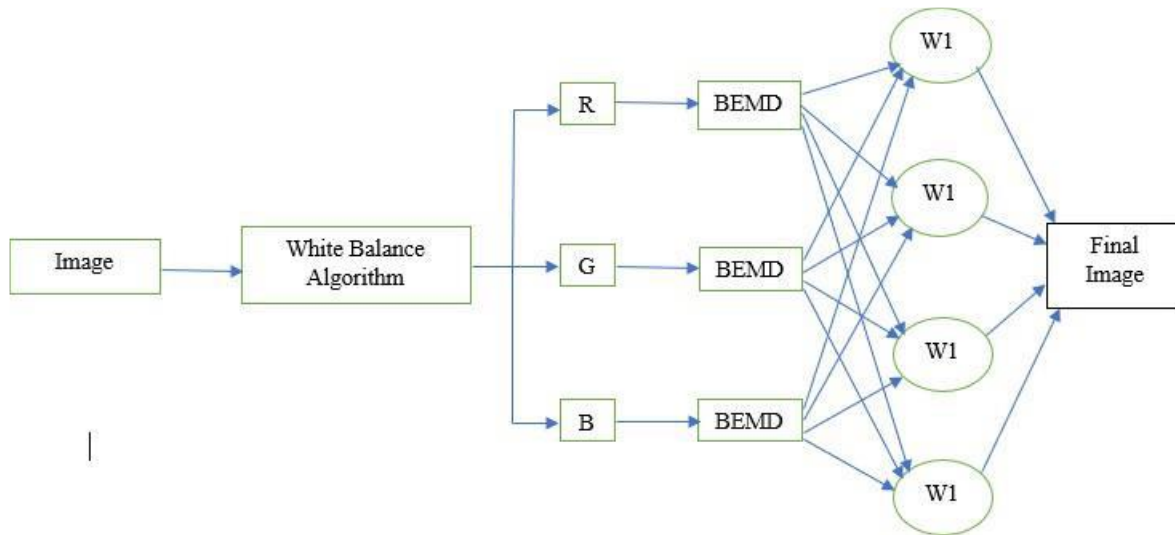 Image
White Balance
Algorithm
R
G
B
BEMD
BEMD
BEMD
W1
W1
W1
W1
Final
Image